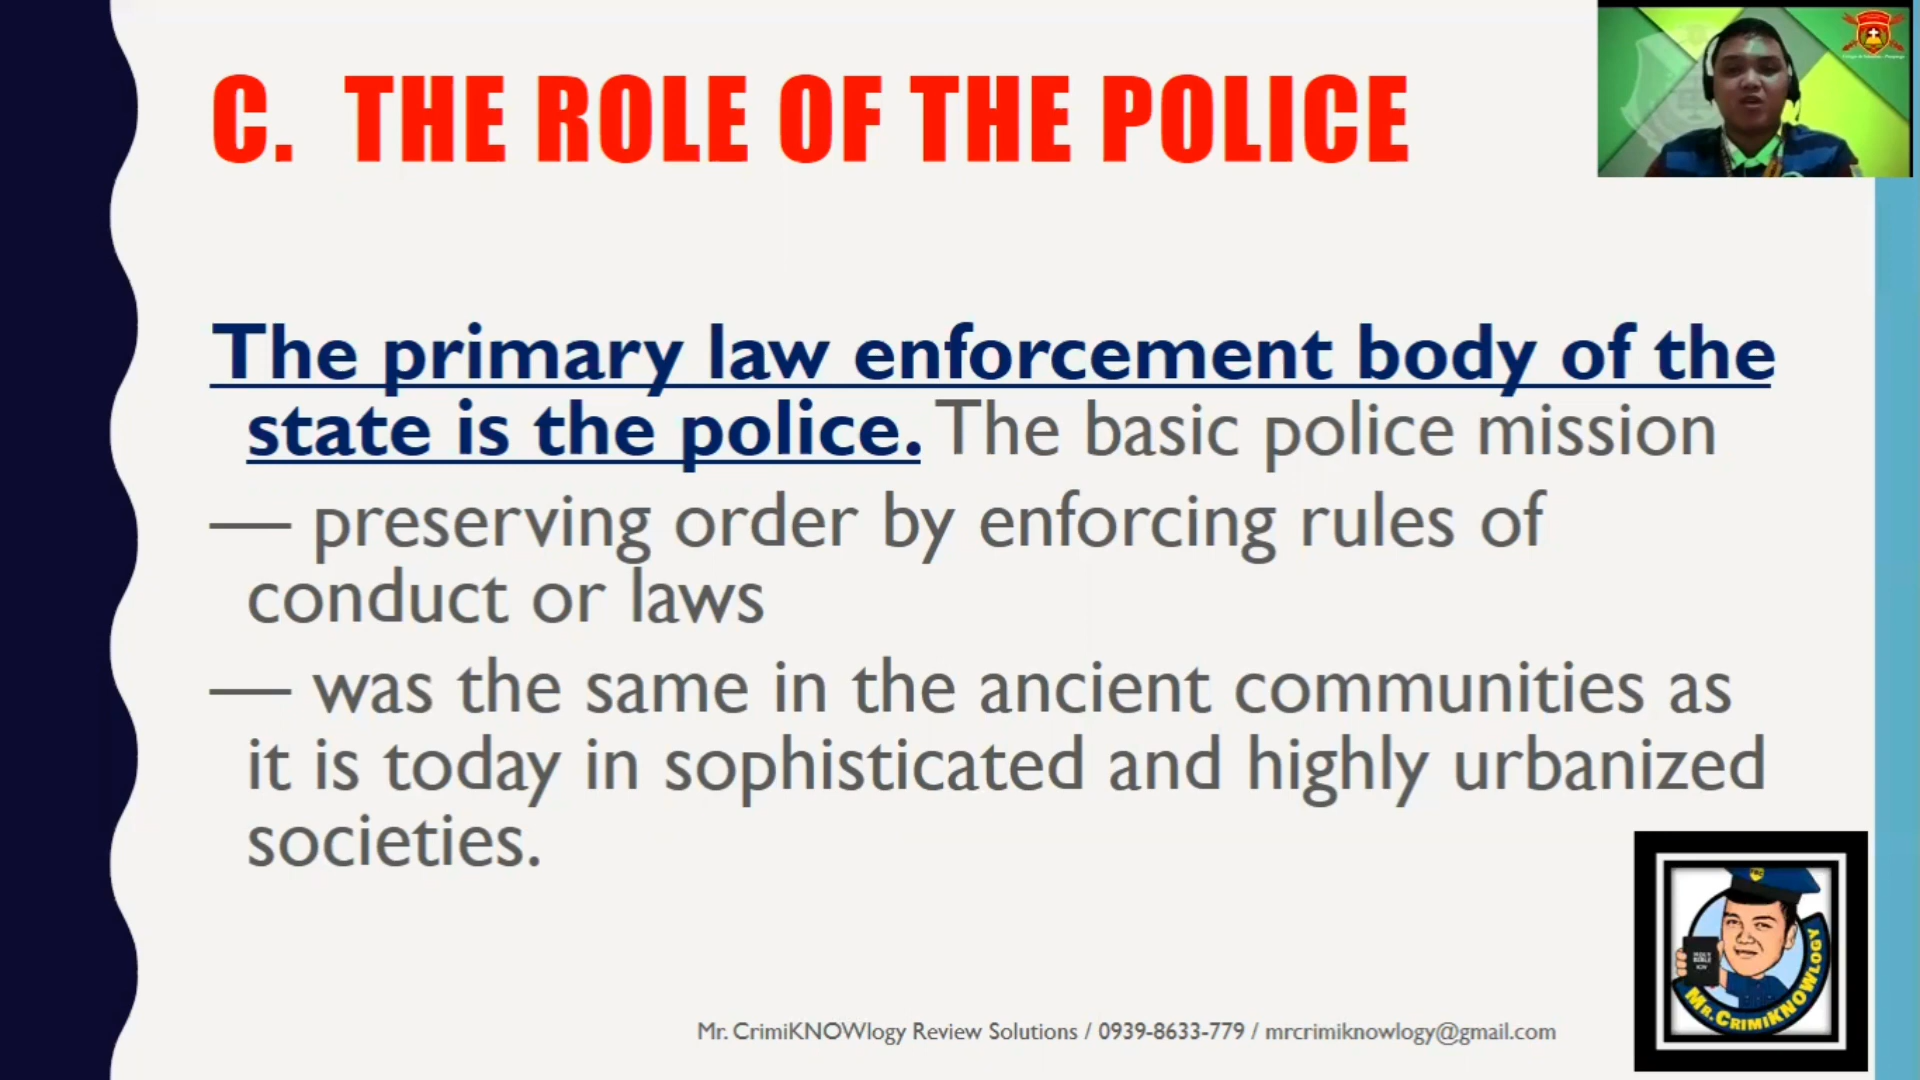 C. THE ROLE OF THE POLICE
The primary law enforcement body of the
state is the police. The basic police mission
— preserving order by enforcing rules of
conduct or laws
— was the same in the ancient communities as
it is today in sophisticated and highly urbanized
societies.
HOLY
BIBLE
KJV
MR. CRIMIKNOWLOGY
Mr. CrimiKNOWlogy Review Solutions / 0939-8633-779 / mrcrimiknowlogy@gmail.com